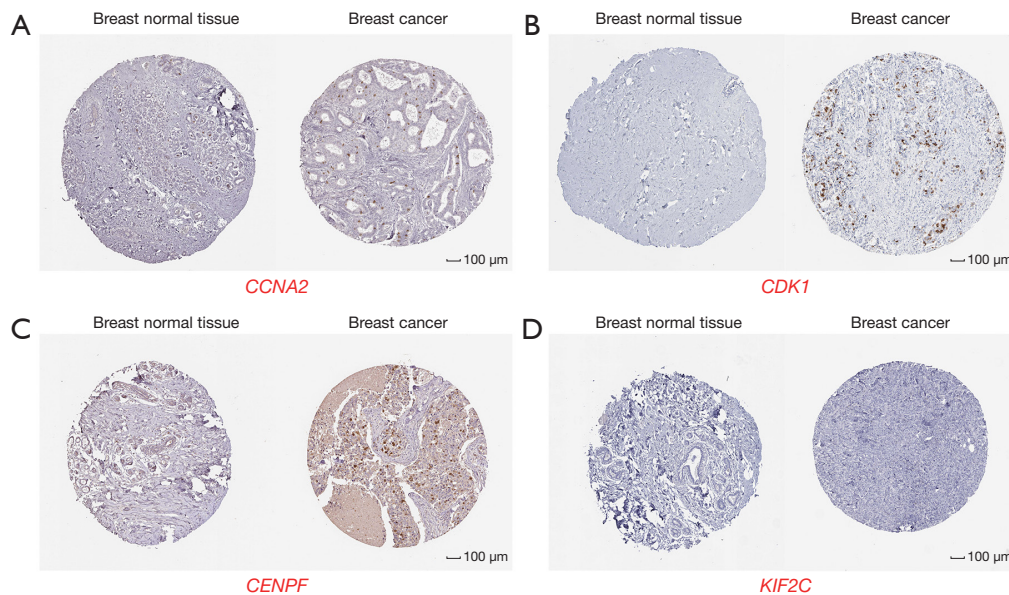 A
Breast normal tissue
Breast cancer
100 µm
CCNA2
B
Breast normal tissue
Breast cancer
100 µm
CDK1
C
Breast normal tissue
Breast cancer
100 µm
CENPF
D
Breast normal tissue
Breast cancer
100 µm
KIF2C